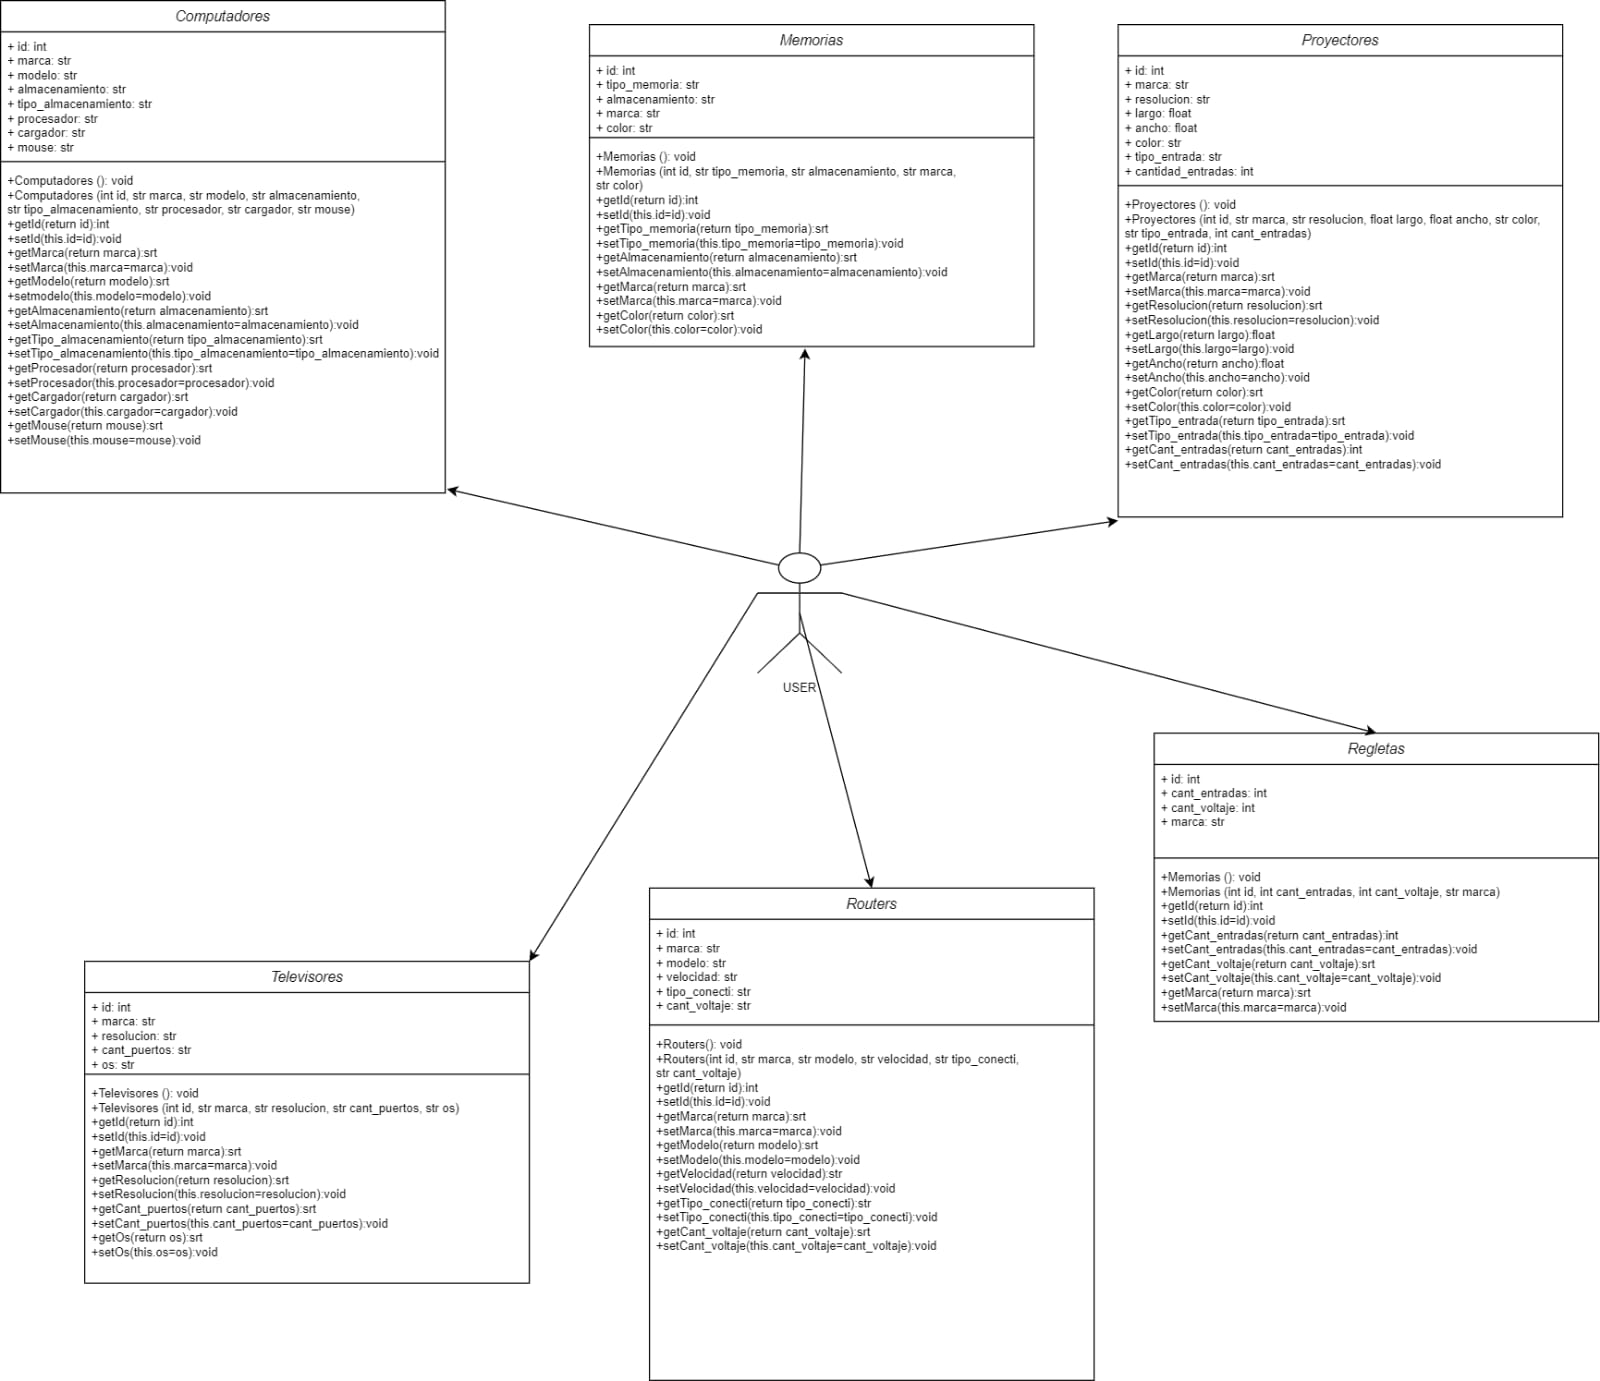 Computadores
+ id: int
+ marca: str
+ modelo: str
+ almacenamiento: str
+ tipo_almacenamiento: str
+ procesador: str
+ cargador: str
+ mouse: str
+Computadores (): void
+Computadores (int id, str marca, str modelo, str almacenamiento,
str tipo_almacenamiento, str procesador, str cargador, str mouse)
+getId(return id):int
+setId(this.id=id):void
+getMarca(return marca):srt
+setMarca(this.marca=marca):void
+getModelo(return modelo):srt
+setmodelo(this.modelo=modelo):void
+getAlmacenamiento(return almacenamiento):srt
+setAlmacenamiento(this.almacenamiento=almacenamiento):void
+getTipo_almacenamiento(return tipo_almacenamiento):srt
+setTipo_almacenamiento(this.tipo_almacenamiento=tipo_almacenamiento):void
+getProcesador(return procesador):srt
+setProcesador(this.procesador=procesador):void
+getCargador(return cargador):srt
+setCargador(this.cargador=cargador):void
+getMouse(return mouse):srt
+setMouse(this.mouse=mouse):void
Memorias
+ id: int
+ tipo_memoria: str
+ almacenamiento: str
+ marca: str
+ color: str
+Memorias (): void
+Memorias (int id, str tipo_memoria, str almacenamiento, str marca,
str color)
+getId(return id):int
+setId(this.id=id):void
+getTipo_memoria(return tipo_memoria):srt
+setTipo_memoria(this.tipo_memoria=tipo_memoria):void
+getAlmacenamiento(return almacenamiento):srt
+setAlmacenamiento(this.almacenamiento=almacenamiento):void
+getMarca(return marca):srt
+setMarca(this.marca=marca):void
+getColor(return color):srt
+setColor(this.color=color):void
Proyectores
+ id: int
+ marca: str
+ resolucion: str
+ largo: float
+ ancho: float
+ color: str
+ tipo_entrada: str
+ cantidad_entradas: int
+Proyectores (): void
+Proyectores (int id, str marca, str resolucion, float largo, float ancho, str color,
str tipo_entrada, int cant_entradas)
+getId(return id):int
+setId(this.id=id):void
+getMarca(return marca):srt
+setMarca(this.marca=marca):void
+getResolucion(return resolucion):srt
+setResolucion(this.resolucion=resolucion):void
+getLargo(return largo):float
+setLargo(this.largo=largo):void
+getAncho(return ancho):float
+setAncho(this.ancho=ancho):void
+getColor(return color):srt
+setColor(this.color=color):void
+getTipo_entrada(return tipo_entrada):srt
+setTipo_entrada(this.tipo_entrada=tipo_entrada):void
+getCant_entradas(return cant_entradas):int
+setCant_entradas(this.cant_entradas=cant_entradas):void
USER
Regletas
+ id: int
+ cant_entradas: int
+ cant_voltaje: int
+ marca: str
+Memorias (): void
+Memorias (int id, int cant_entradas, int cant_voltaje, str marca)
+getId(return id):int
+setId(this.id=id):void
+getCant_entradas(return cant_entradas):int
+setCant_entradas(this.cant_entradas=cant_entradas):void
+getCant_voltaje(return cant_voltaje):srt
+setCant_voltaje(this.cant_voltaje=cant_voltaje):void
+getMarca(return marca):srt
+setMarca(this.marca=marca):void
Routers
+ id: int
+ marca: str
+ modelo: str
+ velocidad: str
+ tipo_conecti: str
+ cant_voltaje: str
+Routers(): void
+Routers(int id, str marca, str modelo, str velocidad, str tipo_conecti,
str cant_voltaje)
+getId(return id):int
+setId(this.id=id):void
+getMarca(return marca):srt
+setMarca(this.marca=marca):void
+getModelo(return modelo):srt
+setModelo(this.modelo=modelo):void
+getVelocidad(return velocidad):str
+setVelocidad(this.velocidad=velocidad):void
+getTipo_conecti(return tipo_conecti):str
+setTipo_conecti(this.tipo_conecti=tipo_conecti):void
+getCant_voltaje(return cant_voltaje):srt
+setCant_voltaje(this.cant_voltaje=cant_voltaje):void
Televisores
+ id: int
+ marca: str
+ resolucion: str
+ cant_puertos: str
+ os: str
+Televisores (): void
+Televisores (int id, str marca, str resolucion, str cant_puertos, str os)
+getId(return id):int
+setId(this.id=id):void
+getMarca(return marca):srt
+setMarca(this.marca=marca):void
+getResolucion(return resolucion):srt
+setResolucion(this.resolucion=resolucion):void
+getCant_puertos(return cant_puertos):srt
+setCant_puertos(this.cant_puertos=cant_puertos):void
+getOs(return os):srt
+setOs(this.os=os):void